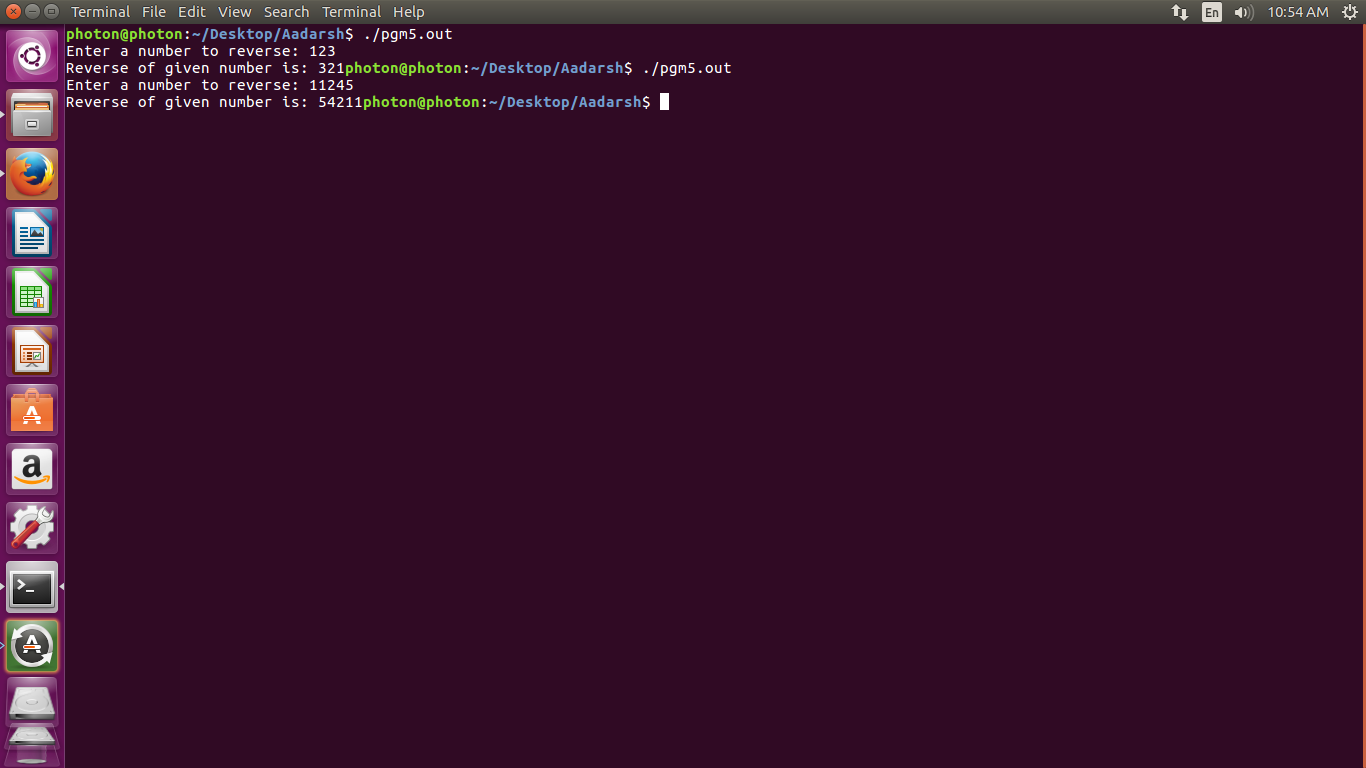 Terminal File Edit View Search Terminal Help En 10:54 AM
photon@photon:~/Desktop/Aadarsh$ ./pgm5.out
Enter a number to reverse: 123
Reverse of given number is: 321photon@photon:~/Desktop/Aadarsh$ ./pgm5.out
Enter a number to reverse: 11245
Reverse of given number is: 54211photon@photon:~/Desktop/Aadarsh$